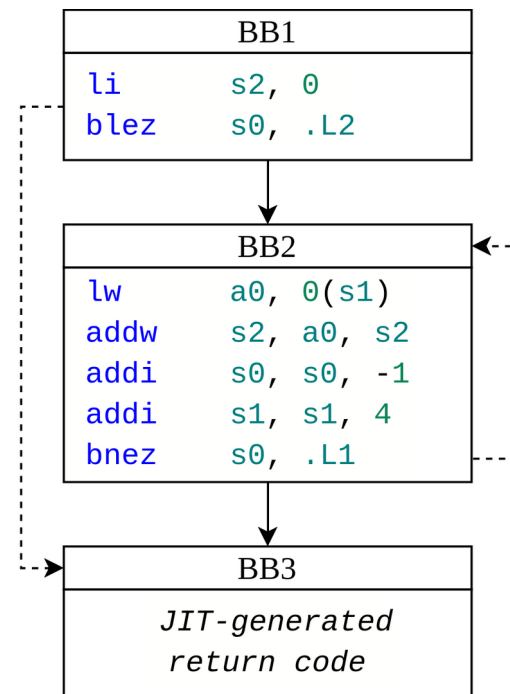 BB1
li s2, 0
blez s0, .L2
BB2
lw a0, 0(s1)
addw s2, a0, s2
addi s0, s0, -1
addi s1, s1, 4
bnez s0, .L1
BB3
JIT-generated
return code